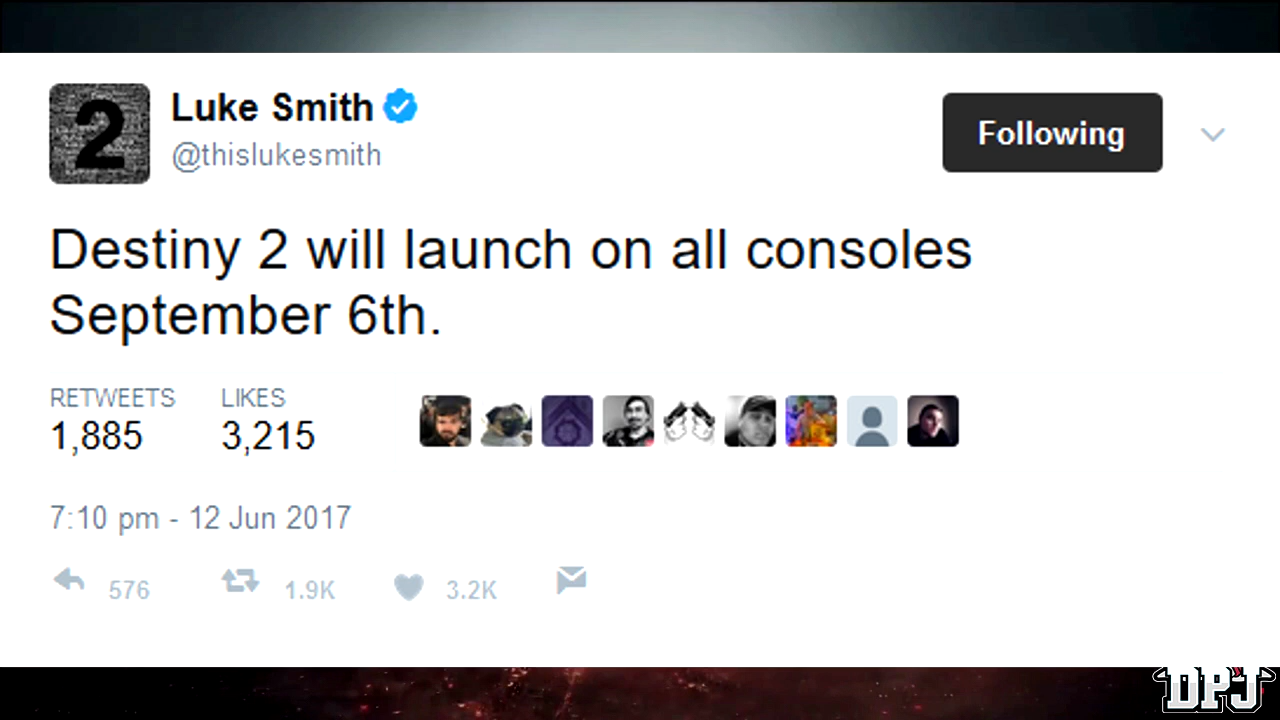 2
Luke Smith
@thislukesmith
Following
Destiny 2 will launch on all consoles
September 6th.
RETWEETS LIKES
1,885 3,215
7:10 pm - 12 Jun 2017
576 1.9K 3.2K
DPJ